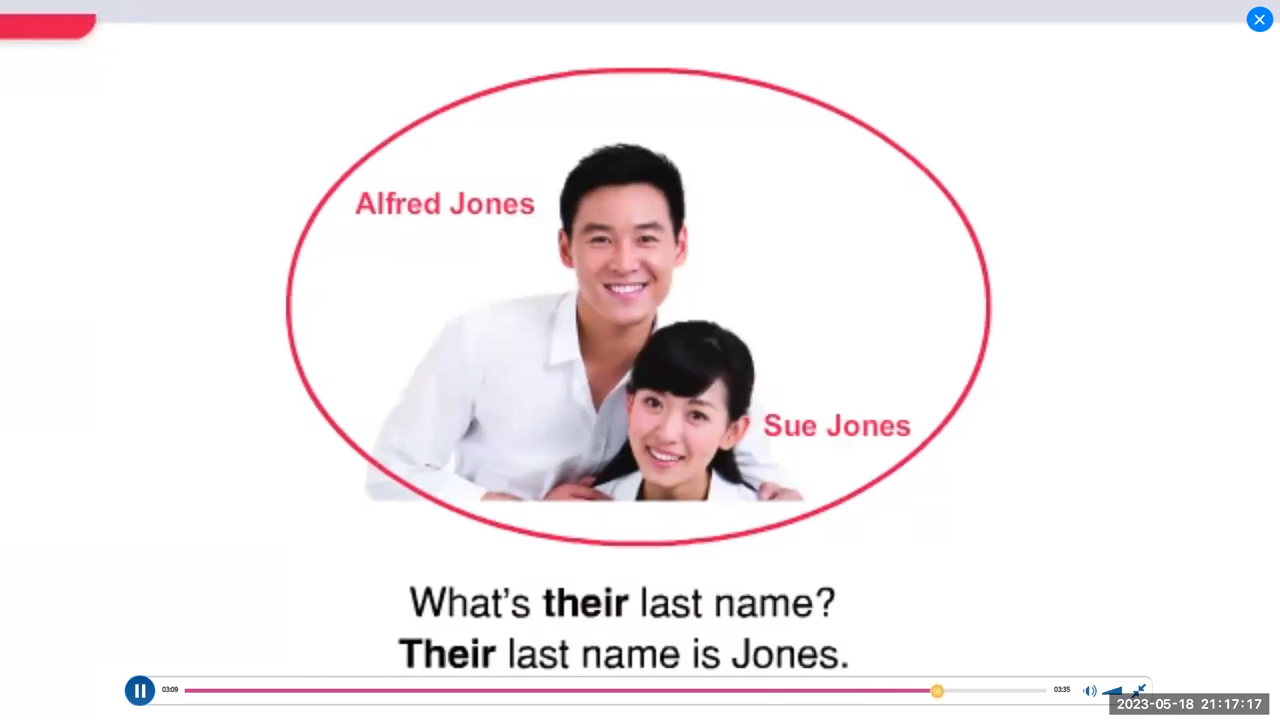 Alfred Jones
Sue Jones
What's their last name?
Their last name is Jones.
03:09
03:35
2023-05-18 21:17:17